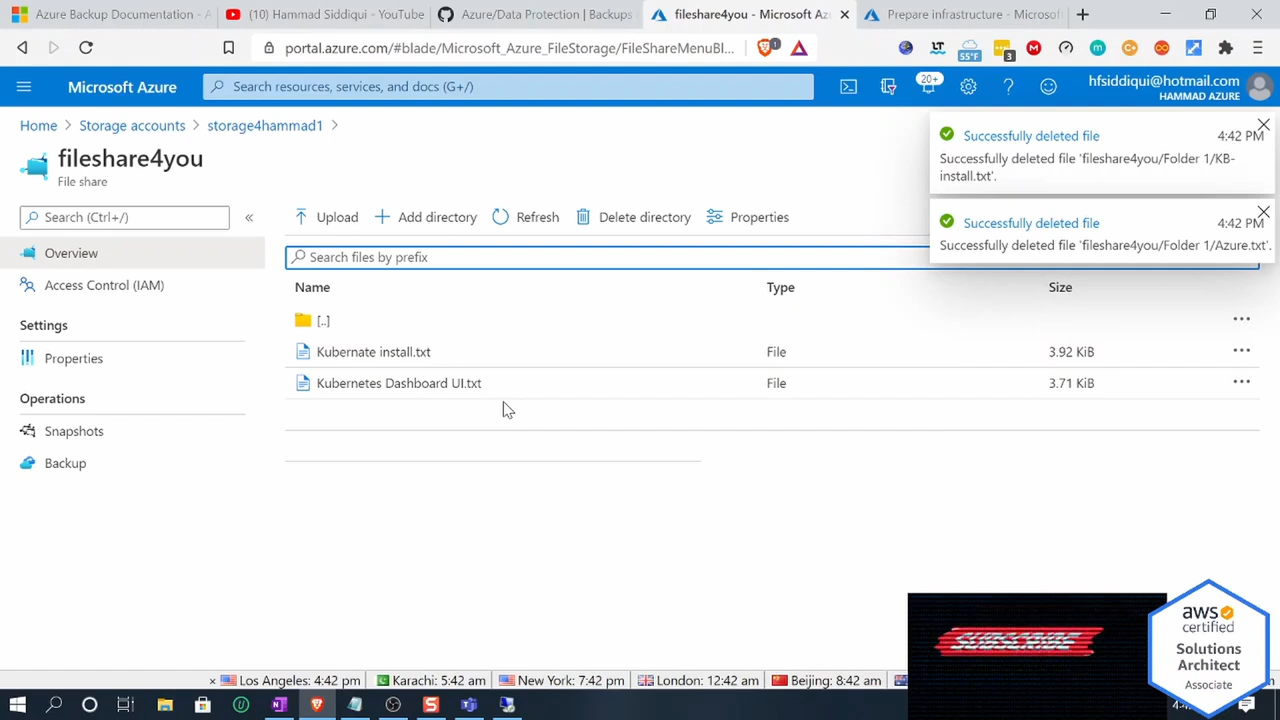 Azure Backup Documentation - A
(10) Hammad Siddiqui - YouTube
Azure/Data Protection | Backups
fileshare4you - Microsoft Az
Prepare infrastructure - Microsof
portal.azure.com/#blade/Microsoft_Azure_FileStorage/FileShareMenuBl...
1
LT
55°F
3
Microsoft Azure
Search resources, services, and docs (G+/)
20+
hfsiddiqui@hotmail.com
HAMMAD AZURE
Home > Storage accounts > storage4hammad1 >
fileshare4you
File share
Successfully deleted file 4:42 PM
Successfully deleted file 'fileshare4you/Folder 1/KB-
install.txt'.
Successfully deleted file 4:42 PM
Successfully deleted file 'fileshare4you/Folder 1/Azure.txt'.
Search (Ctrl+/)
«
Upload
Add directory
Refresh
Delete directory
Properties
Overview
Access Control (IAM)
Settings
Properties
Operations
Snapshots
Backup
Search files by prefix
Name Type Size
[..]
Kubernate install.txt File 3.92 KiB
Kubernetes Dashboard UI.txt File 3.71 KiB
SUBSCRIBE
aws
certified
Solutions
Architect
Associate
Karachi: 5:42 am
New York: 7:42 pm
London: 12:42 am
Beijing: 8:42 am